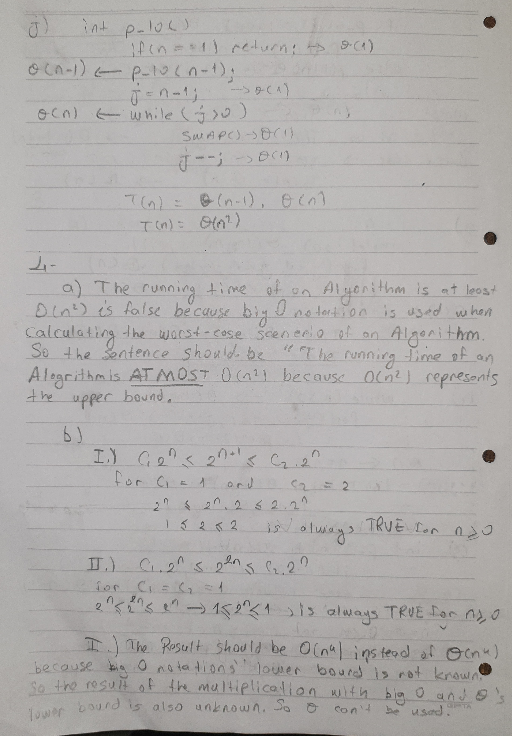 J) int p_10()
if(n==1) return; → θ(1)
θ(n-1) ← p_10(n-1);
j = n-1; → θ(1)
θ(n) ← while (j>0)
SWAP() → θ(1)
j--; → θ(1)
T(n) = θ(n-1). θ(n)
T(n) = θ(n²)
4-
a) The running time of an Algorithm is at least
O(n²) is false because big O notation is used when
Calculating the worst-case scenerio of an Algorithm.
So the sentence should be "The running time of an
Alogrithm is AT MOST O(n²) because O(n²) represents
the upper bound.
b)
I.) C₁2ⁿ ≤ 2ⁿ⁺¹ ≤ C₂.2ⁿ
for C₁ = 1 and C₂ = 2
2ⁿ ≤ 2ⁿ.2 ≤ 2.2ⁿ
1 ≤ 2 ≤ 2 is always TRUE for n≥0
II.) C₁.2ⁿ ≤ 2²ⁿ ≤ C₂.2ⁿ
for C₁ = C₂ = 1
2ⁿ ≤ 2²ⁿ ≤ 2ⁿ → 1≤2ⁿ≤1, is always TRUE for n≥0
I.) The Result should be O(n⁴) instead of θ(n⁴)
because big O notations' lower bound is not known.
So the result of the multiplication with big O and θ's
lower bound is also unknown. So θ can't be used.